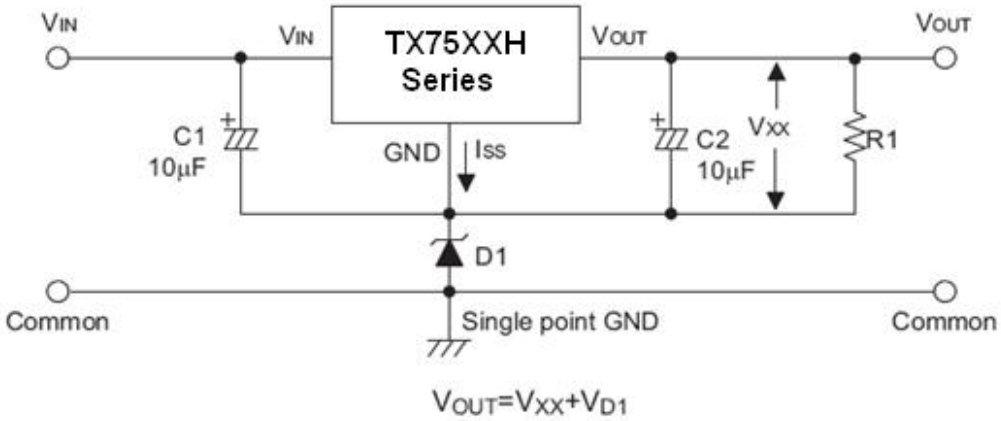 VIN
VOUT
VIN
TX75XXH
Series
VOUT
+
C1
10μF
GND
ISS
+
C2
10μF
VXX
R1
D1
Common
Single point GND
Common
VOUT=VXX+VD1